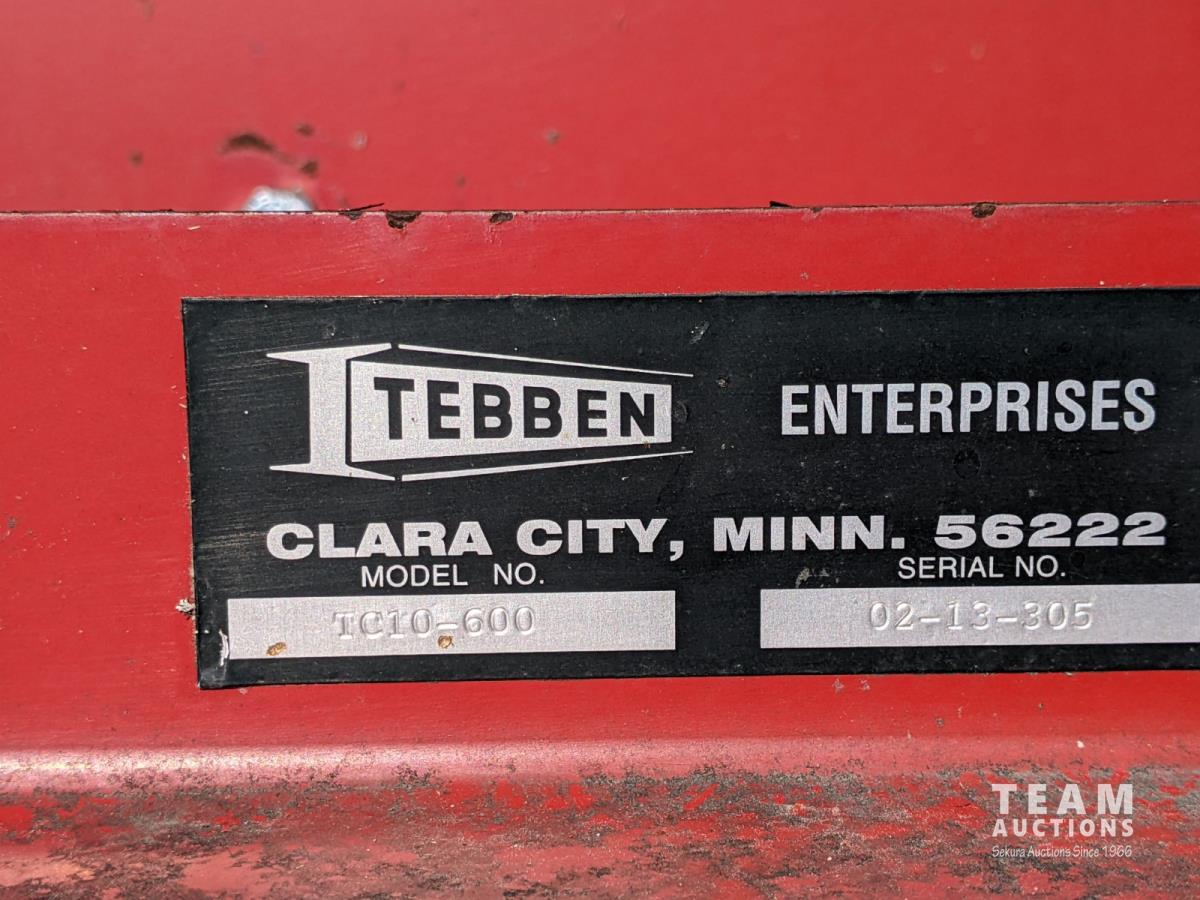 TEBBEN ENTERPRISES
CLARA CITY, MINN. 56222
MODEL NO. SERIAL NO.
TC10-600 02-13-305
TEAM
AUCTIONS
Sekura Auctions Since 1966